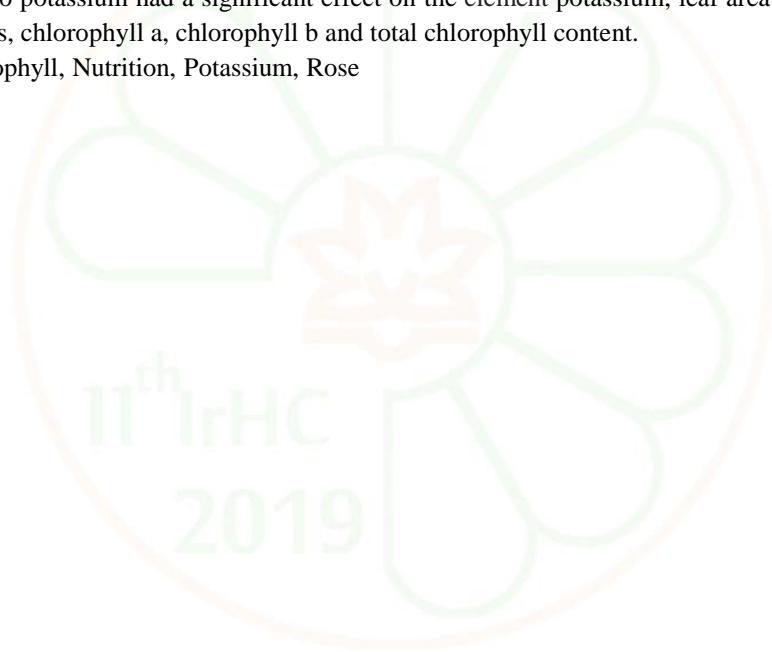 potassium had a significant effect on the element potassium, leaf area
chlorophyll a, chlorophyll b and total chlorophyll content.
Nutrition, Potassium, Rose
11th IrHC
2019